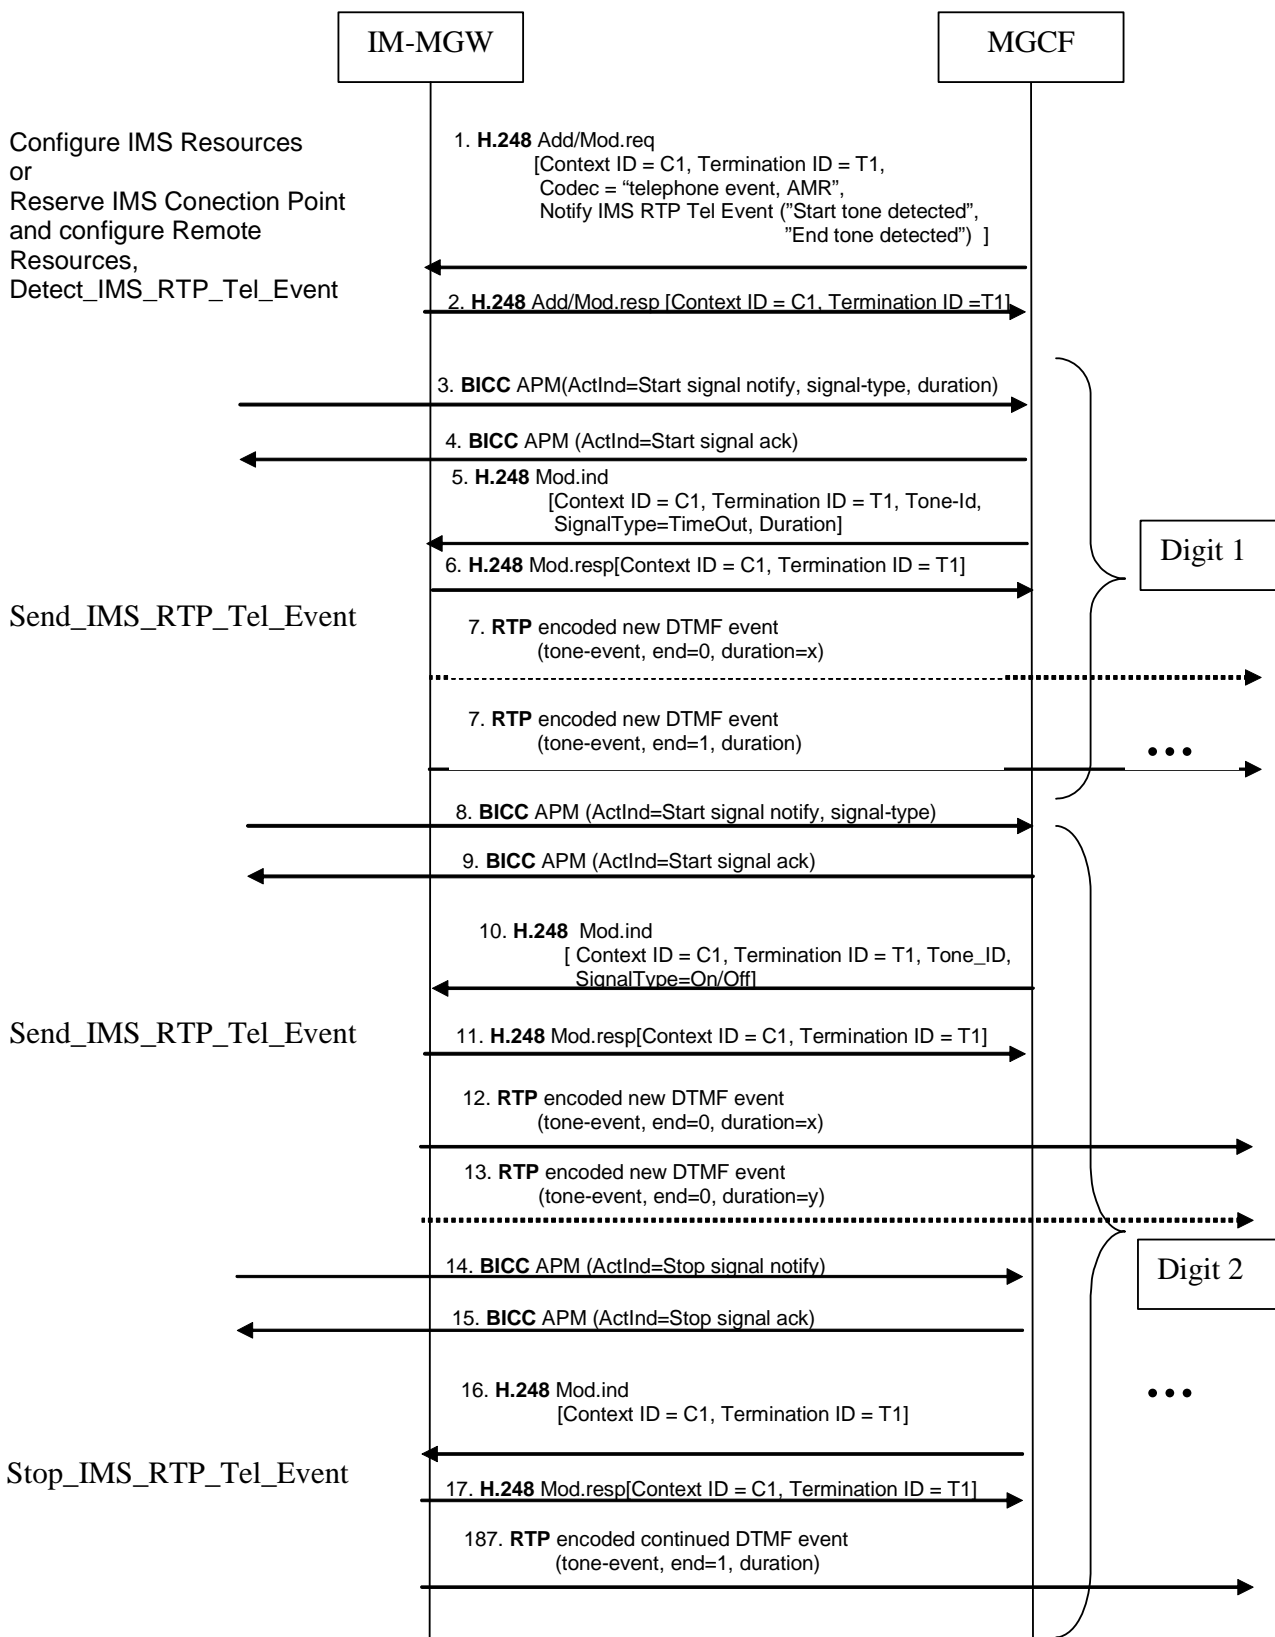 IM-MGW
MGCF
Configure IMS Resources
or
Reserve IMS Conection Point
and configure Remote
Resources,
Detect_IMS_RTP_Tel_Event
1. H.248 Add/Mod.req
[Context ID = C1, Termination ID = T1,
Codec = “telephone event, AMR”,
Notify IMS RTP Tel Event (”Start tone detected”,
”End tone detected”) ]
2. H.248 Add/Mod.resp [Context ID = C1, Termination ID =T1]
3. BICC APM(ActInd=Start signal notify, signal-type, duration)
4. BICC APM (ActInd=Start signal ack)
5. H.248 Mod.ind
[Context ID = C1, Termination ID = T1, Tone-Id,
SignalType=TimeOut, Duration]
Digit 1
6. H.248 Mod.resp[Context ID = C1, Termination ID = T1]
Send_IMS_RTP_Tel_Event
7. RTP encoded new DTMF event
(tone-event, end=0, duration=x)
7. RTP encoded new DTMF event
(tone-event, end=1, duration)
...
8. BICC APM (ActInd=Start signal notify, signal-type)
9. BICC APM (ActInd=Start signal ack)
10. H.248 Mod.ind
[ Context ID = C1, Termination ID = T1, Tone_ID,
SignalType=On/Off]
Send_IMS_RTP_Tel_Event
11. H.248 Mod.resp[Context ID = C1, Termination ID = T1]
12. RTP encoded new DTMF event
(tone-event, end=0, duration=x)
13. RTP encoded new DTMF event
(tone-event, end=0, duration=y)
14. BICC APM (ActInd=Stop signal notify)
Digit 2
15. BICC APM (ActInd=Stop signal ack)
16. H.248 Mod.ind
[Context ID = C1, Termination ID = T1]
...
Stop_IMS_RTP_Tel_Event
17. H.248 Mod.resp[Context ID = C1, Termination ID = T1]
187. RTP encoded continued DTMF event
(tone-event, end=1, duration)